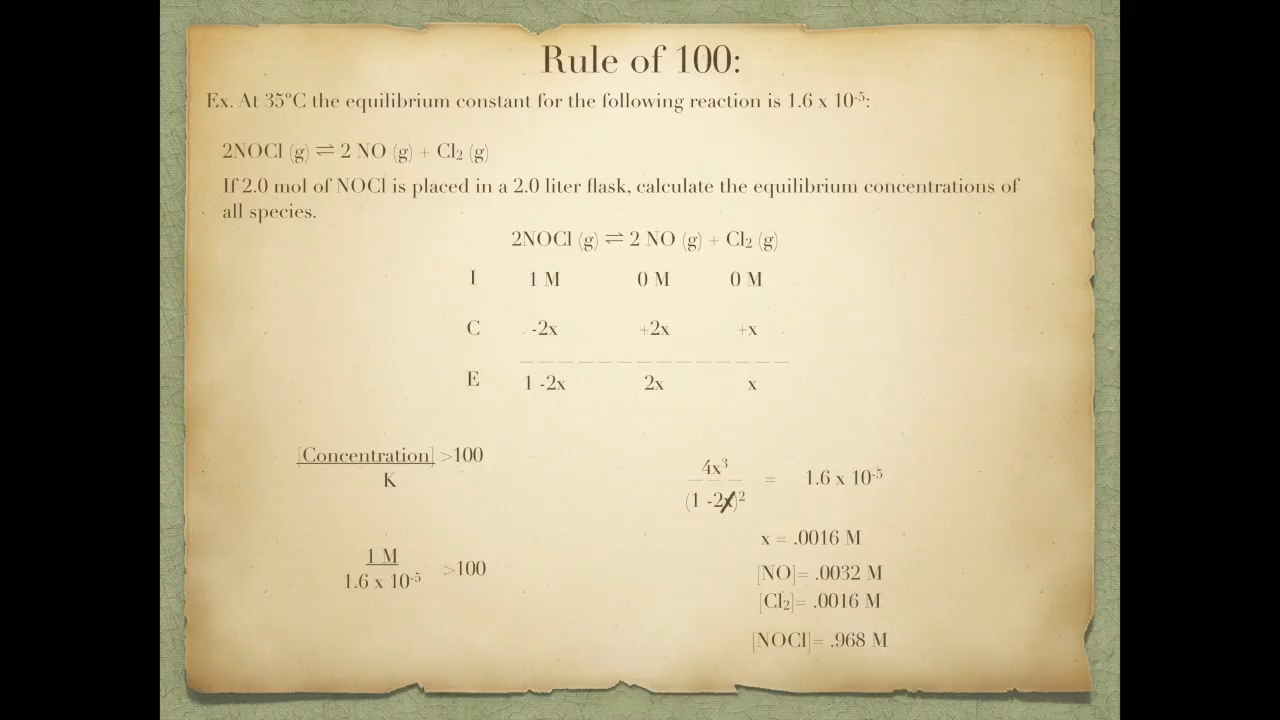 Rule of 100:
Ex. At 35°C the equilibrium constant for the following reaction is 1.6 x 10⁻⁵:
2NOCl (g) ⇌ 2 NO (g) + Cl₂ (g)
If 2.0 mol of NOCl is placed in a 2.0 liter flask, calculate the equilibrium concentrations of
all species.
2NOCl (g) ⇌ 2 NO (g) + Cl₂ (g)
I 1 M 0 M 0 M
C -2x +2x +x
E 1 -2x 2x x
[Concentration] >100
K
1 M
1.6 x 10⁻⁵ >100
4x³
(1 -2x)² = 1.6 x 10⁻⁵
x = .0016 M
[NO]= .0032 M
[Cl₂]= .0016 M
[NOCl]= .968 M